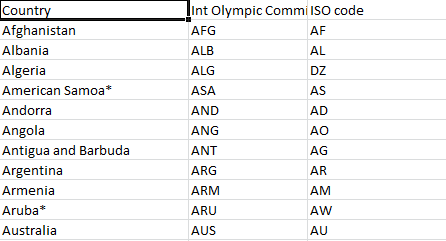 Country Int Olympic Commi ISO code
Afghanistan AFG AF
Albania ALB AL
Algeria ALG DZ
American Samoa* ASA AS
Andorra AND AD
Angola ANG AO
Antigua and Barbuda ANT AG
Argentina ARG AR
Armenia ARM AM
Aruba* ARU AW
Australia AUS AU